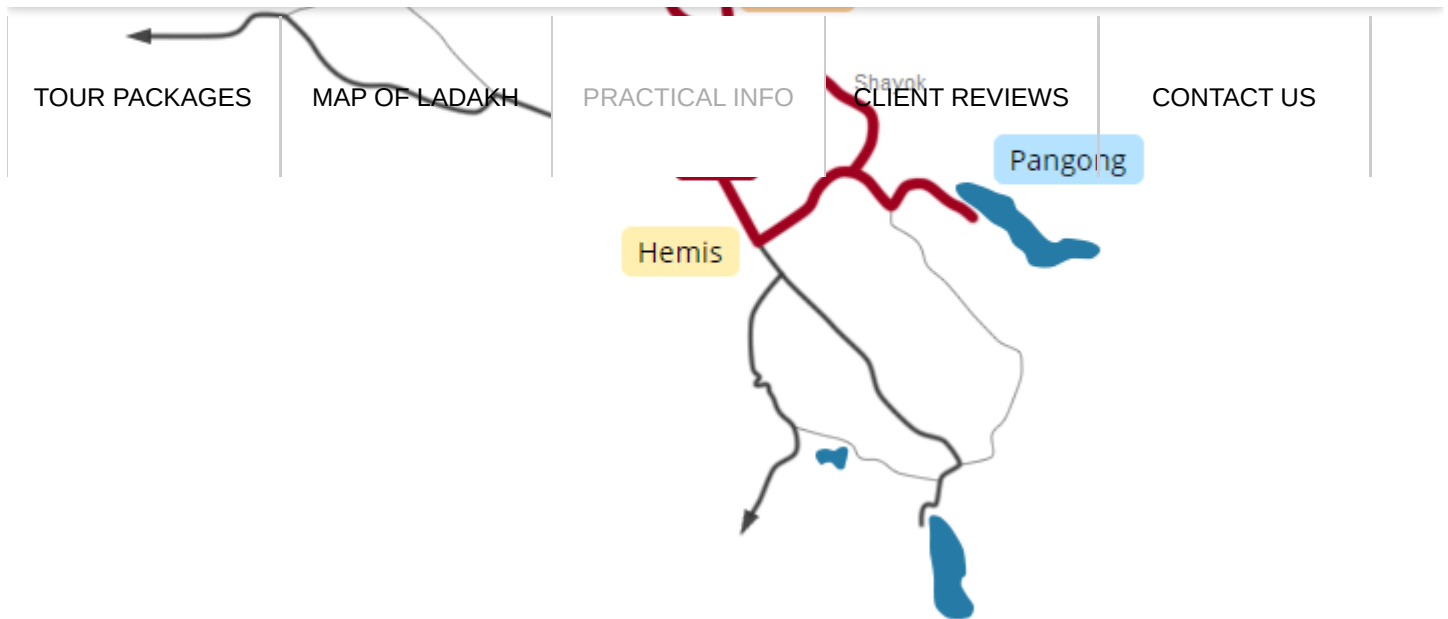 TOUR PACKAGES
MAP OF LADAKH
PRACTICAL INFO
CLIENT REVIEWS
CONTACT US
Shayok
Pangong
Hemis